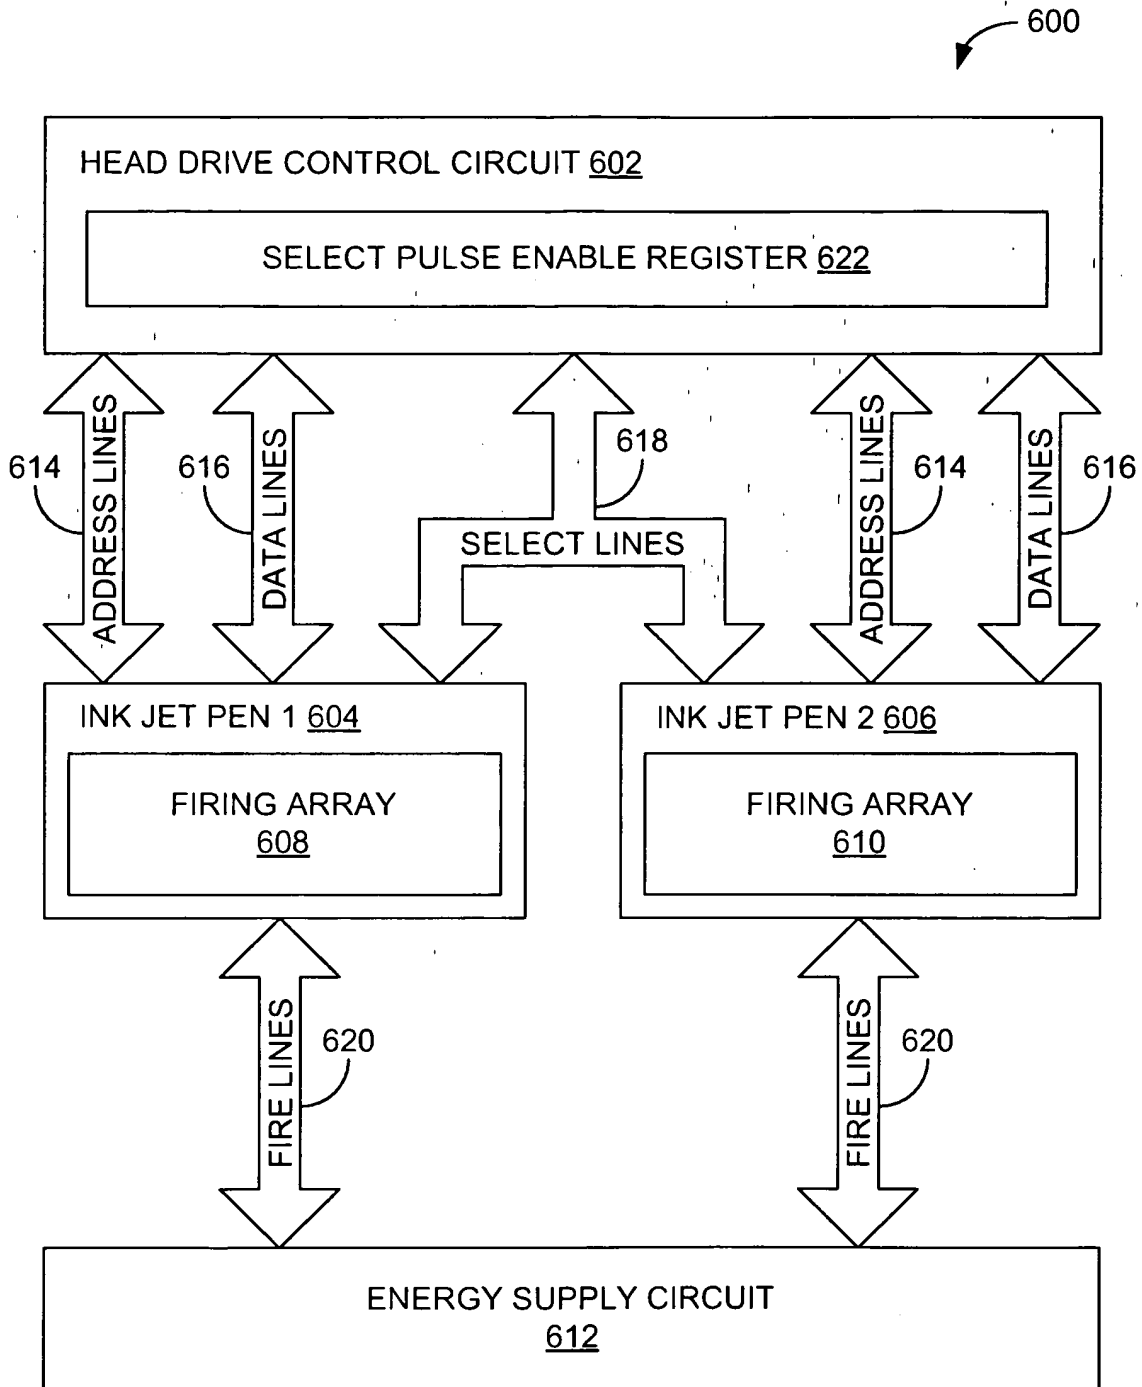 600
HEAD DRIVE CONTROL CIRCUIT 602
SELECT PULSE ENABLE REGISTER 622
614
ADDRESS LINES
616
DATA LINES
618
SELECT LINES
ADDRESS LINES
614
DATA LINES
616
INK JET PEN 1 604
FIRING ARRAY
608
INK JET PEN 2 606
FIRING ARRAY
610
FIRE LINES
620
FIRE LINES
620
ENERGY SUPPLY CIRCUIT
612